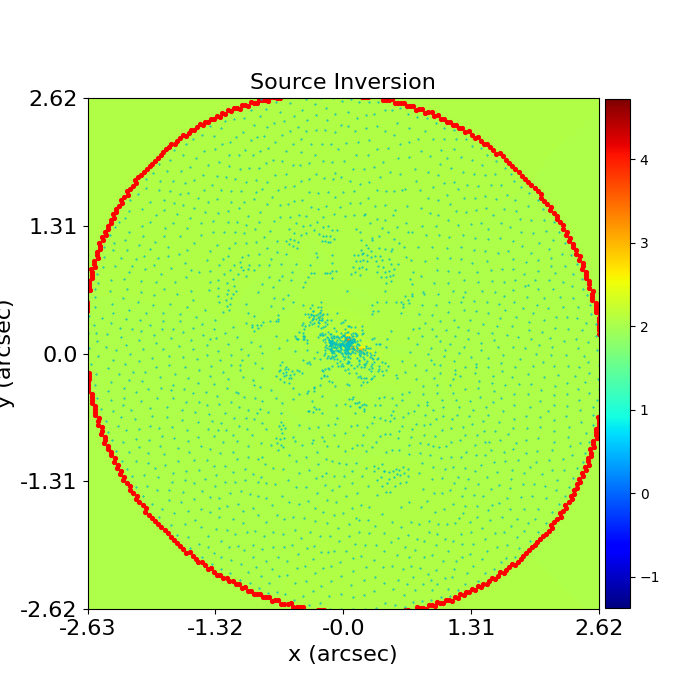 Source Inversion
2.62
1.31
0.0
-1.31
-2.62
y (arcsec)
-2.63 -1.32 -0.0 1.31 2.62
x (arcsec)
4
3
2
1
0
−1